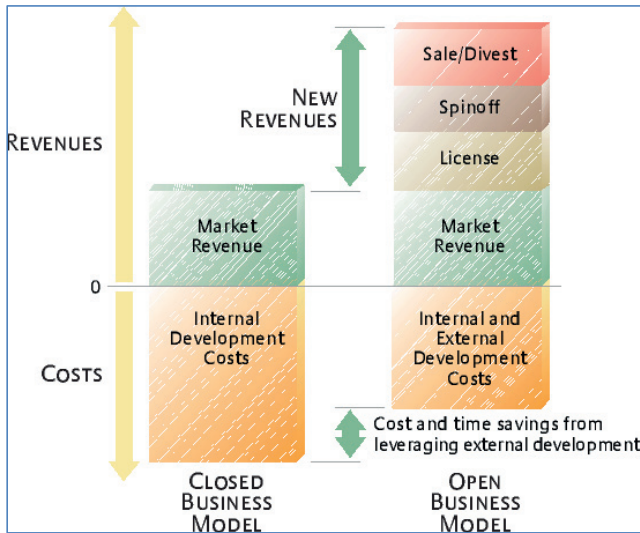 Sale/Divest
NEW
REVENUES
Spinoff
REVENUES
License
Market
Revenue
Market
Revenue
0
Internal
Development
Costs
Internal and
External
Development
Costs
COSTS
Cost and time savings from
leveraging external development
CLOSED
BUSINESS
MODEL
OPEN
BUSINESS
MODEL